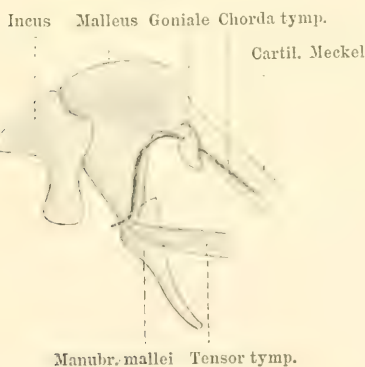 Incus Malleus Goniale Chorda tymp.
Cartil. Meckel
Manubr. mallei Tensor tymp.